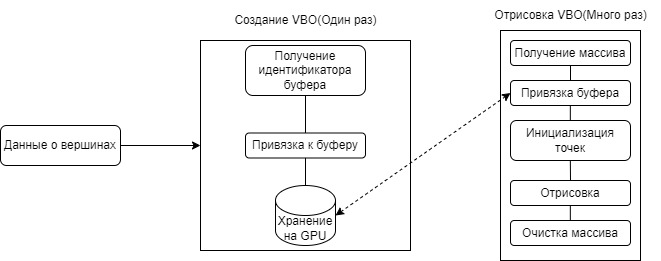 Создание VBO(Один раз)
Отрисовка VBO(Много раз)
Данные о вершинах
Получение
идентификатора
буфера
Привязка к буферу
Хранение
на GPU
Получение массива
Привязка буфера
Инициализация
точек
Отрисовка
Очистка массива